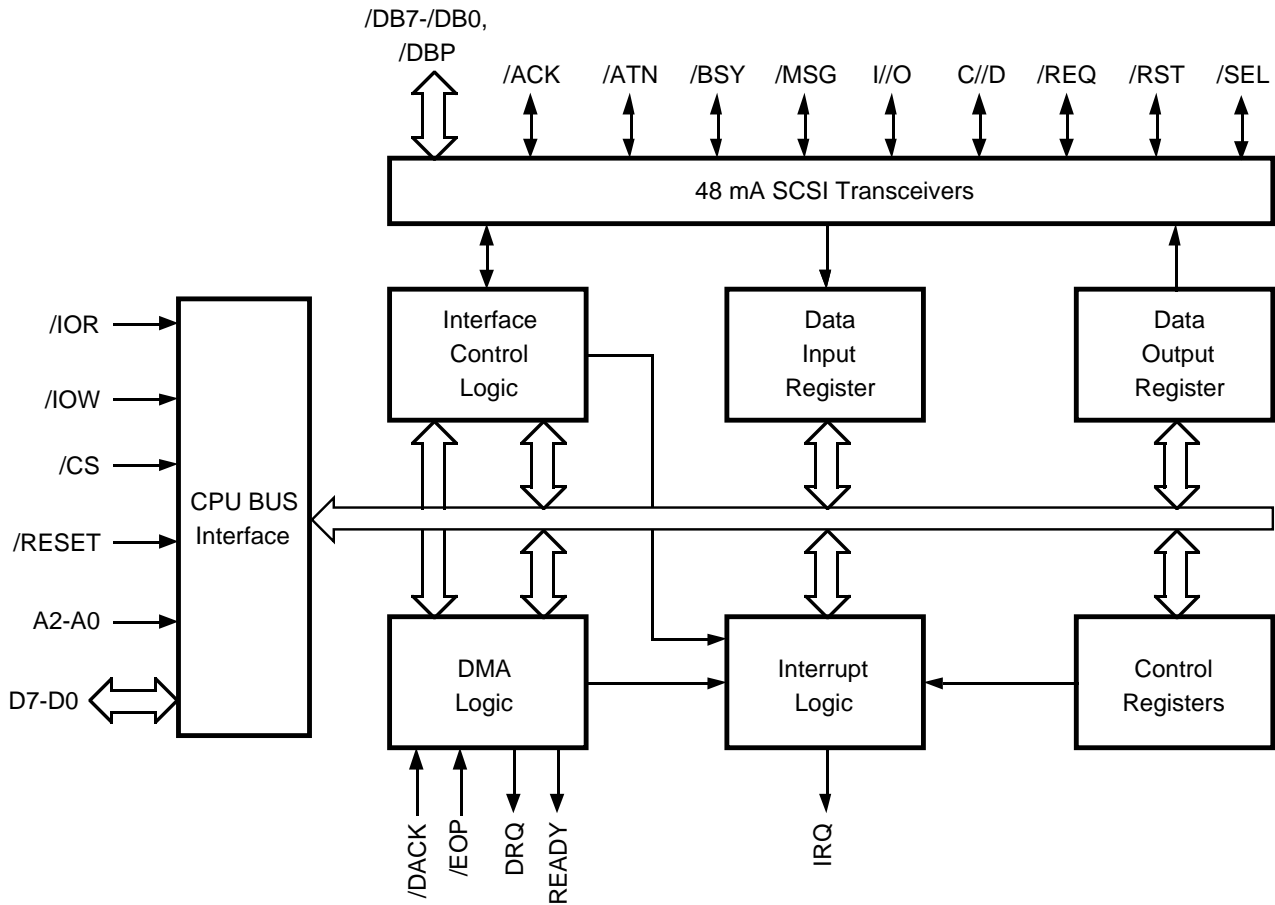 /DB7-/DB0,
/DBP
/ACK
/ATN
/BSY
/MSG
I//O
C//D
/REQ
/RST
/SEL
48 mA SCSI Transceivers
/IOR
/IOW
/CS
/RESET
A2-A0
D7-D0
CPU BUS
Interface
Interface
Control
Logic
Data
Input
Register
Data
Output
Register
DMA
Logic
Interrupt
Logic
Control
Registers
/DACK
/EOP
DRQ
READY
IRQ